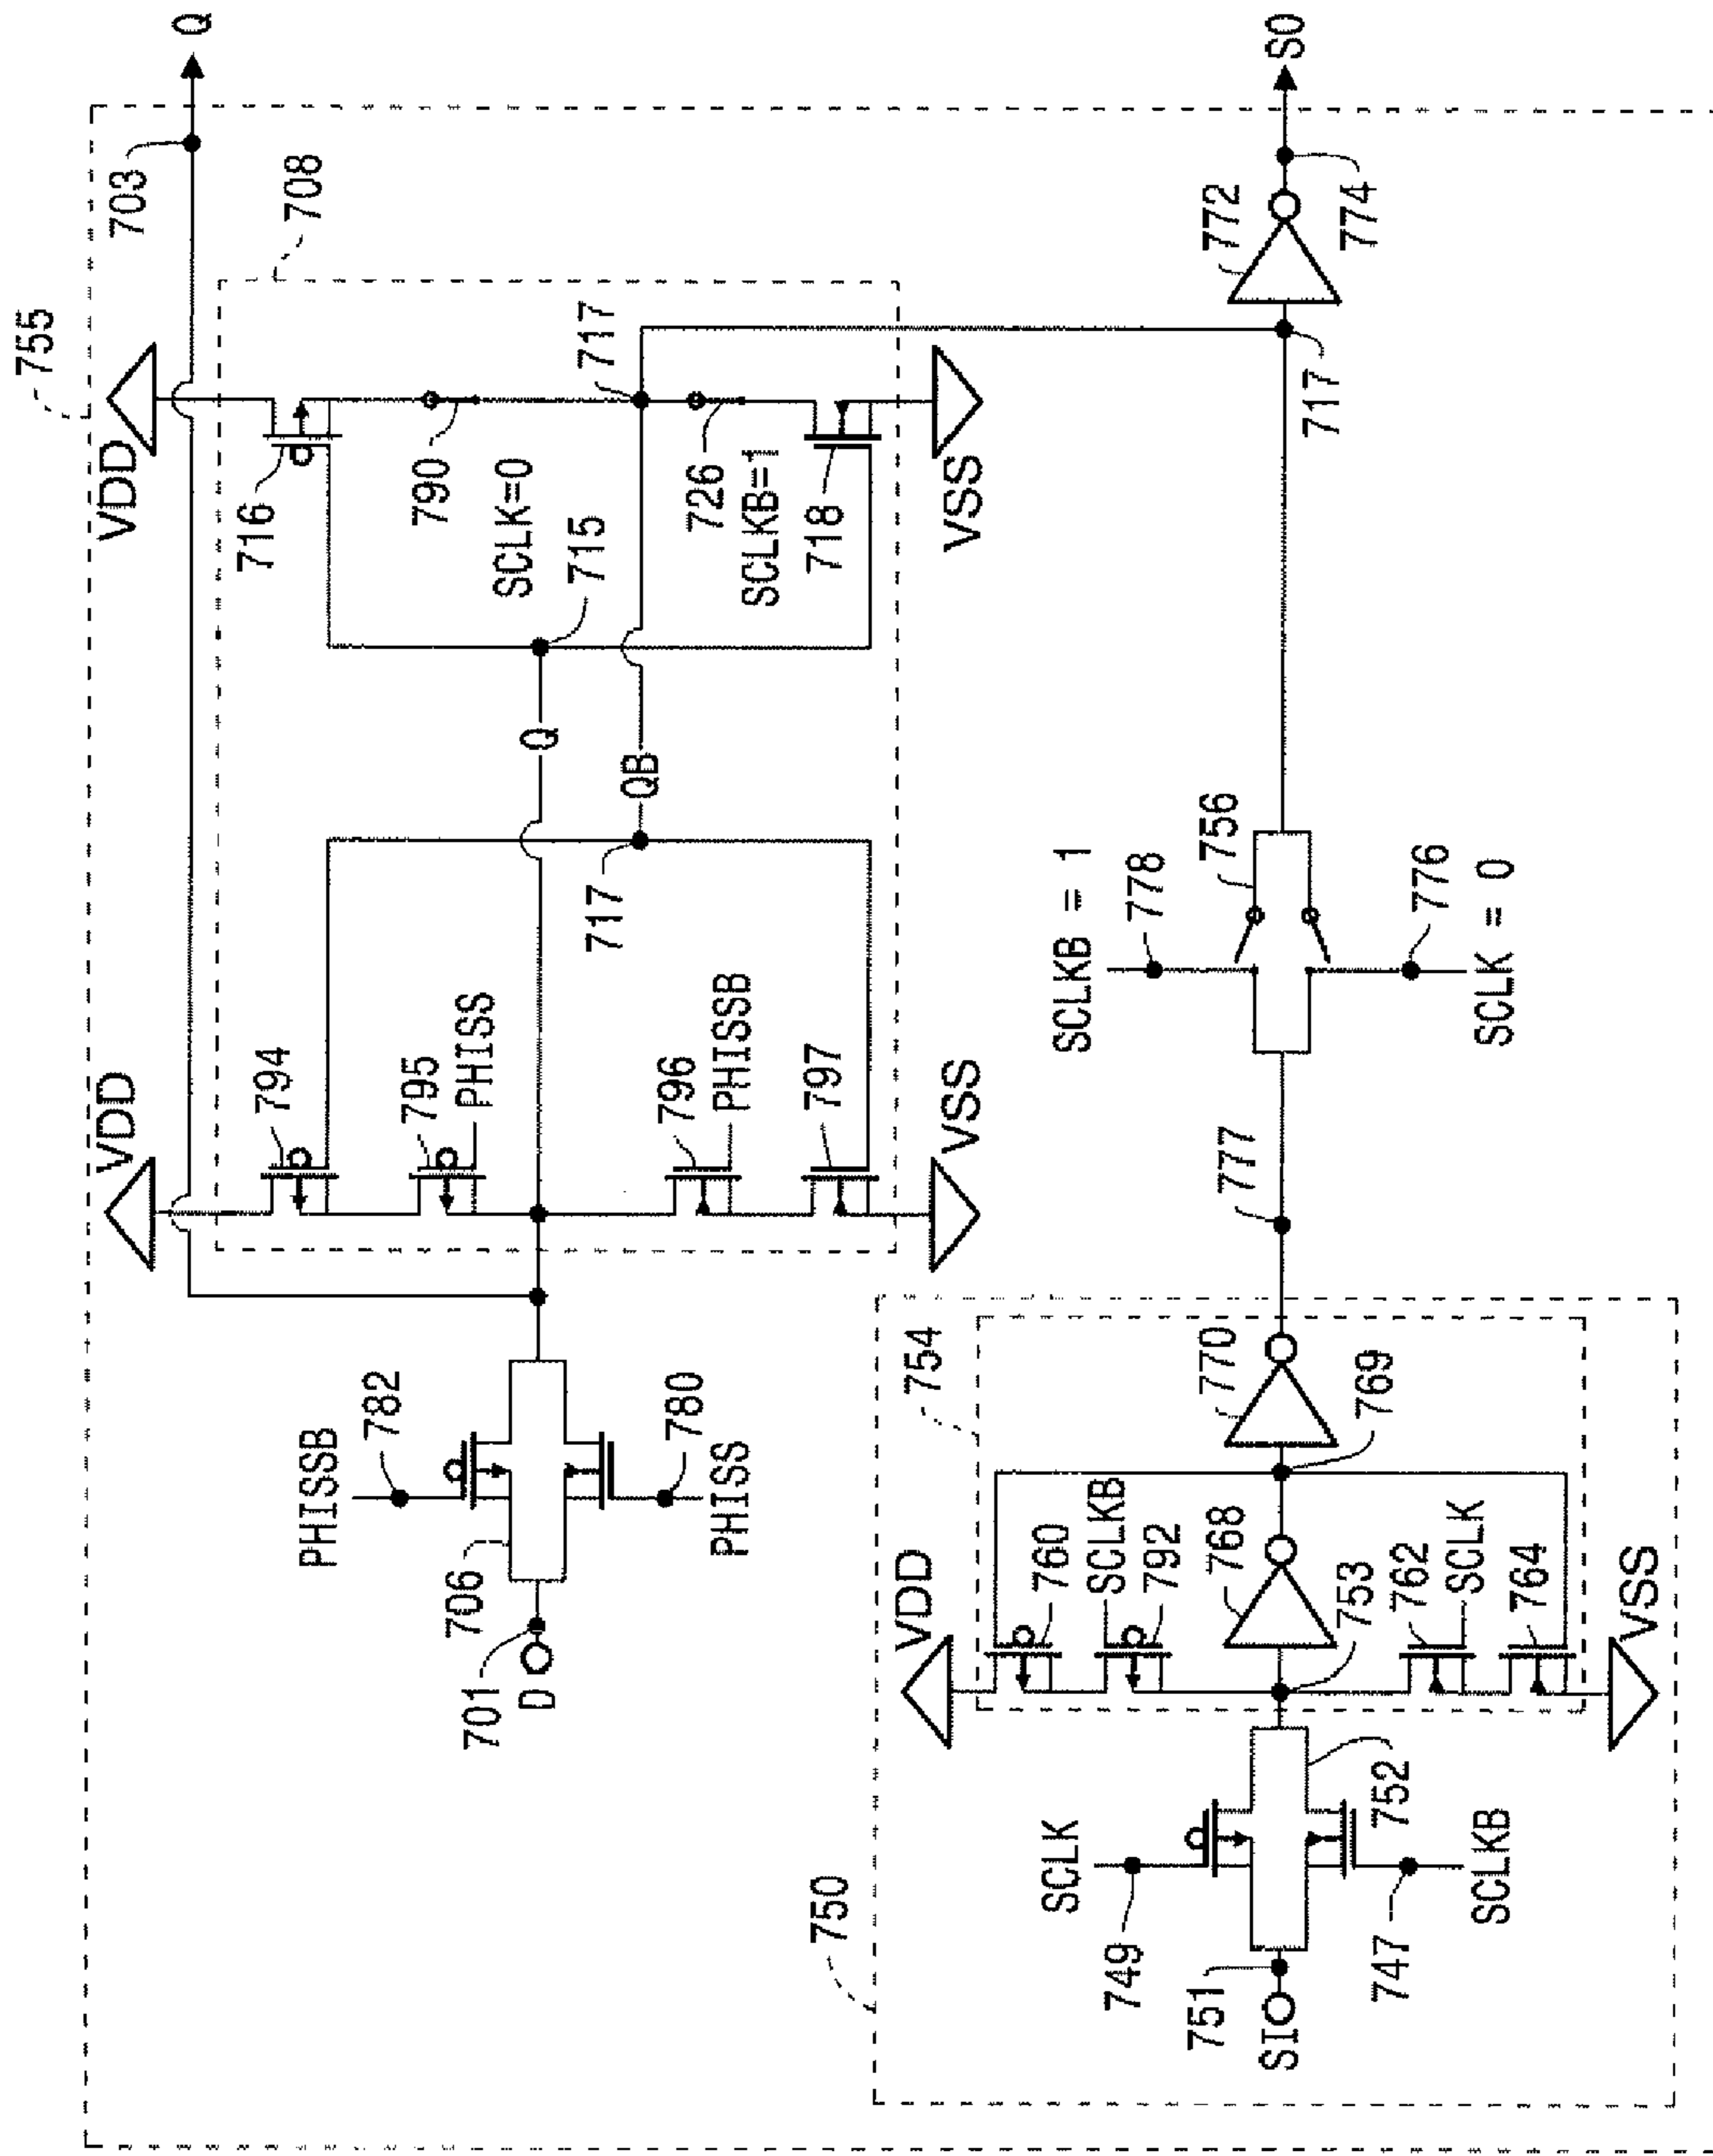 755
703
Q
VDD
VDD
708
794
716
795
PHISS
790
SCLK=0
717
Q
715
QB
717
726
SCLKB=1
796
PHISSB
718
797
VSS
VSS
PHISSB
782
706
701
D
780
PHISS
SCLKB = 1
778
756
772
SO
774
717
777
776
SCLK = 0
750
754
VDD
760
SCLKB
792
770
768
769
753
762
SCLK
764
VSS
SCLK
749
751
SI
752
747
SCLKB